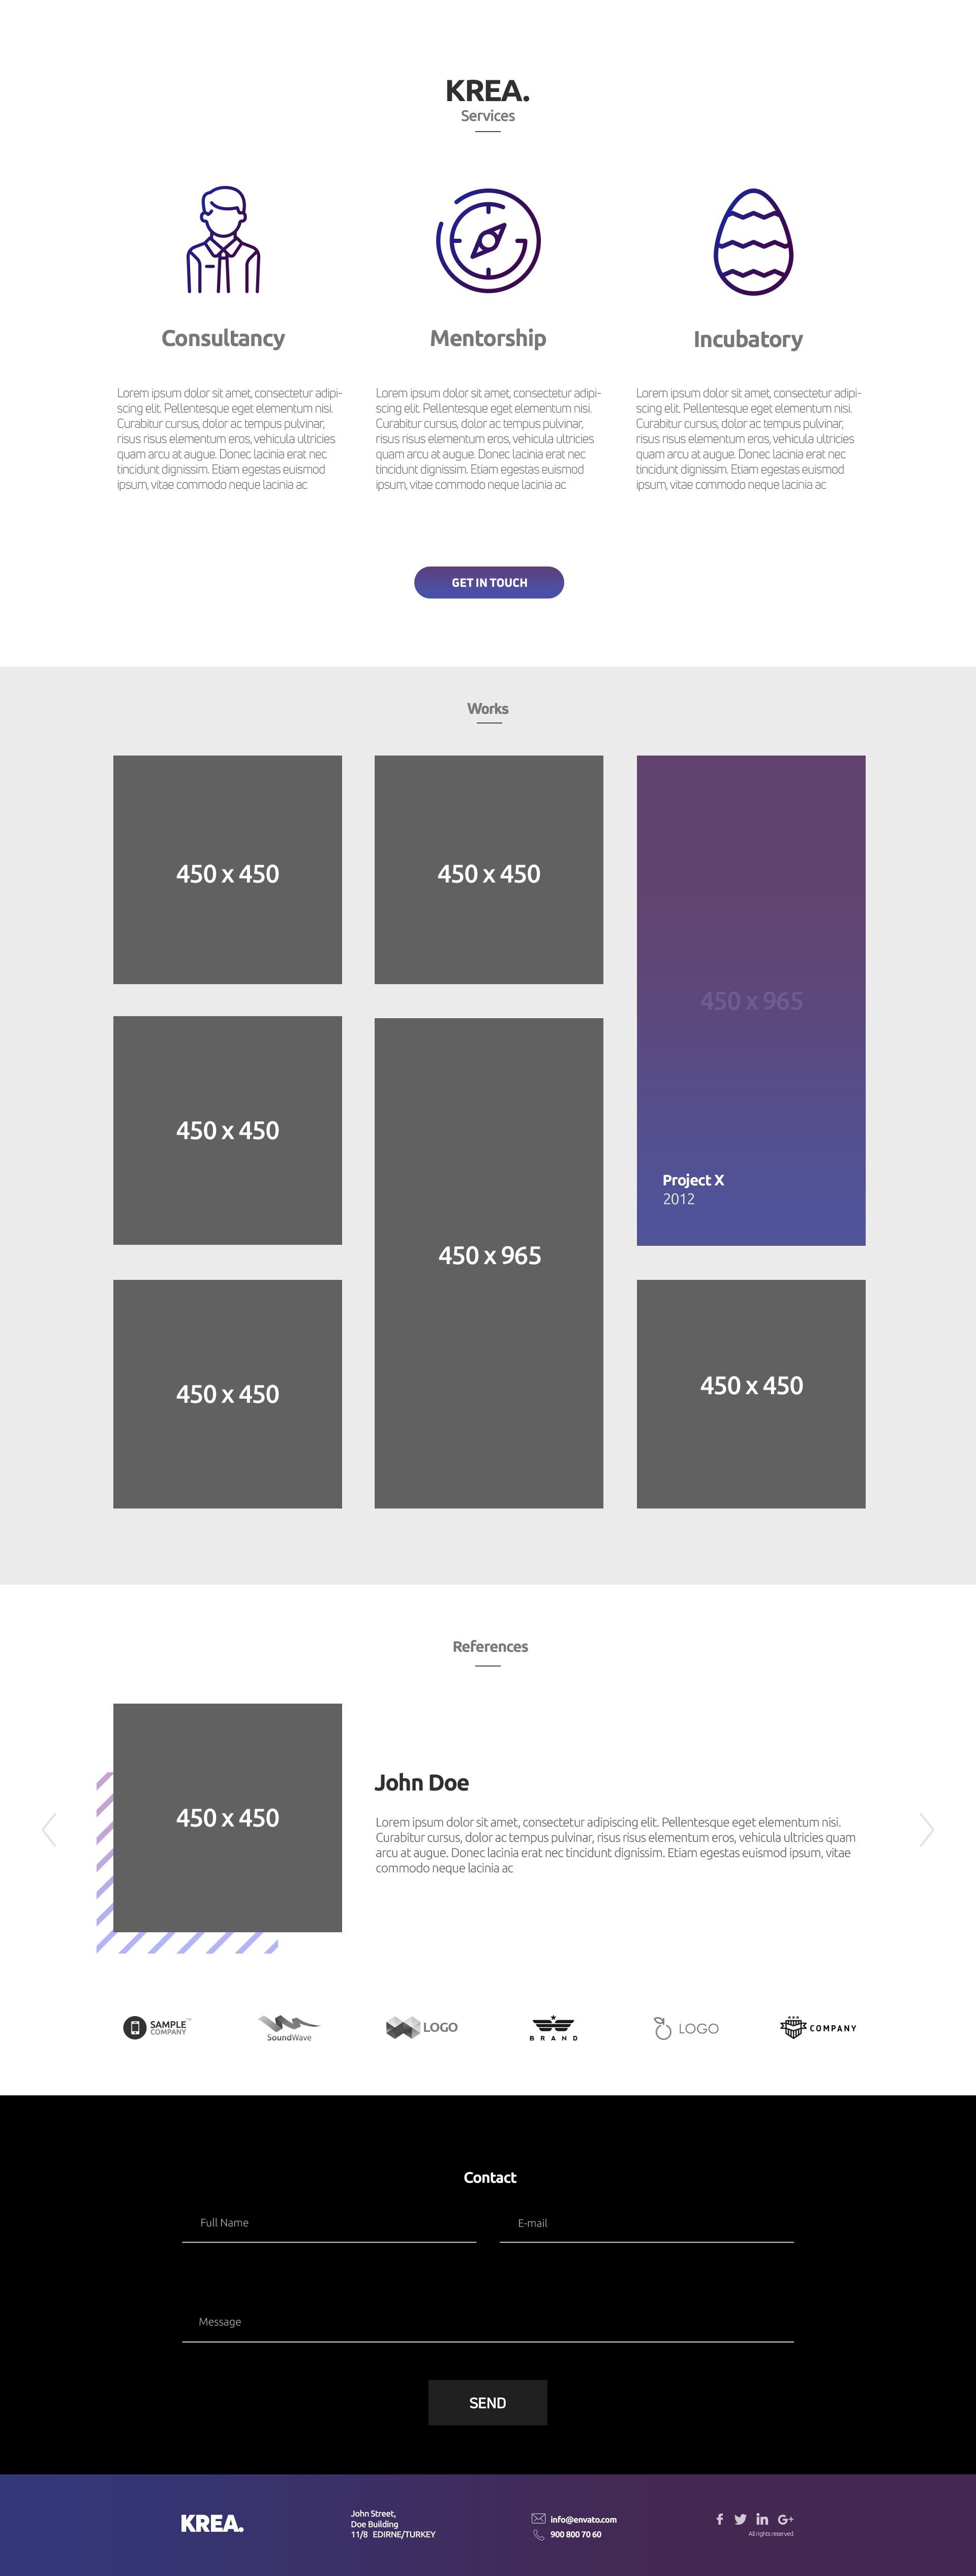 KREA.
Services
Consultancy
Lorem ipsum dolor sit amet, consectetur adipi-
scing elit. Pellentesque eget elementum nisi.
Curabitur cursus, dolor ac tempus pulvinar,
risus risus elementum eros, vehicula ultricies
quam arcu at augue. Donec lacinia erat nec
tincidunt dignissim. Etiam egestas euismod
ipsum, vitae commodo neque lacinia ac
Mentorship
Lorem ipsum dolor sit amet, consectetur adipi-
scing elit. Pellentesque eget elementum nisi.
Curabitur cursus, dolor ac tempus pulvinar,
risus risus elementum eros, vehicula ultricies
quam arcu at augue. Donec lacinia erat nec
tincidunt dignissim. Etiam egestas euismod
ipsum, vitae commodo neque lacinia ac
Incubatory
Lorem ipsum dolor sit amet, consectetur adipi-
scing elit. Pellentesque eget elementum nisi.
Curabitur cursus, dolor ac tempus pulvinar,
risus risus elementum eros, vehicula ultricies
quam arcu at augue. Donec lacinia erat nec
tincidunt dignissim. Etiam egestas euismod
ipsum, vitae commodo neque lacinia ac
GET IN TOUCH
Works
450 x 450
450 x 450
450 x 965
Project X
2012
450 x 450
450 x 965
450 x 450
450 x 450
References
450 x 450
John Doe
Lorem ipsum dolor sit amet, consectetur adipiscing elit. Pellentesque eget elementum nisi.
Curabitur cursus, dolor ac tempus pulvinar, risus risus elementum eros, vehicula ultricies quam
arcu at augue. Donec lacinia erat nec tincidunt dignissim. Etiam egestas euismod ipsum, vitae
commodo neque lacinia ac
SAMPLE
COMPANY
SoundWave
LOGO
BRAND
LOGO
COMPANY
Contact
Full Name
E-mail
Message
SEND
KREA.
John Street,
Doe Building
11/8 EDIRNE/TURKEY
info@envato.com
900 800 70 60
All rights reserved